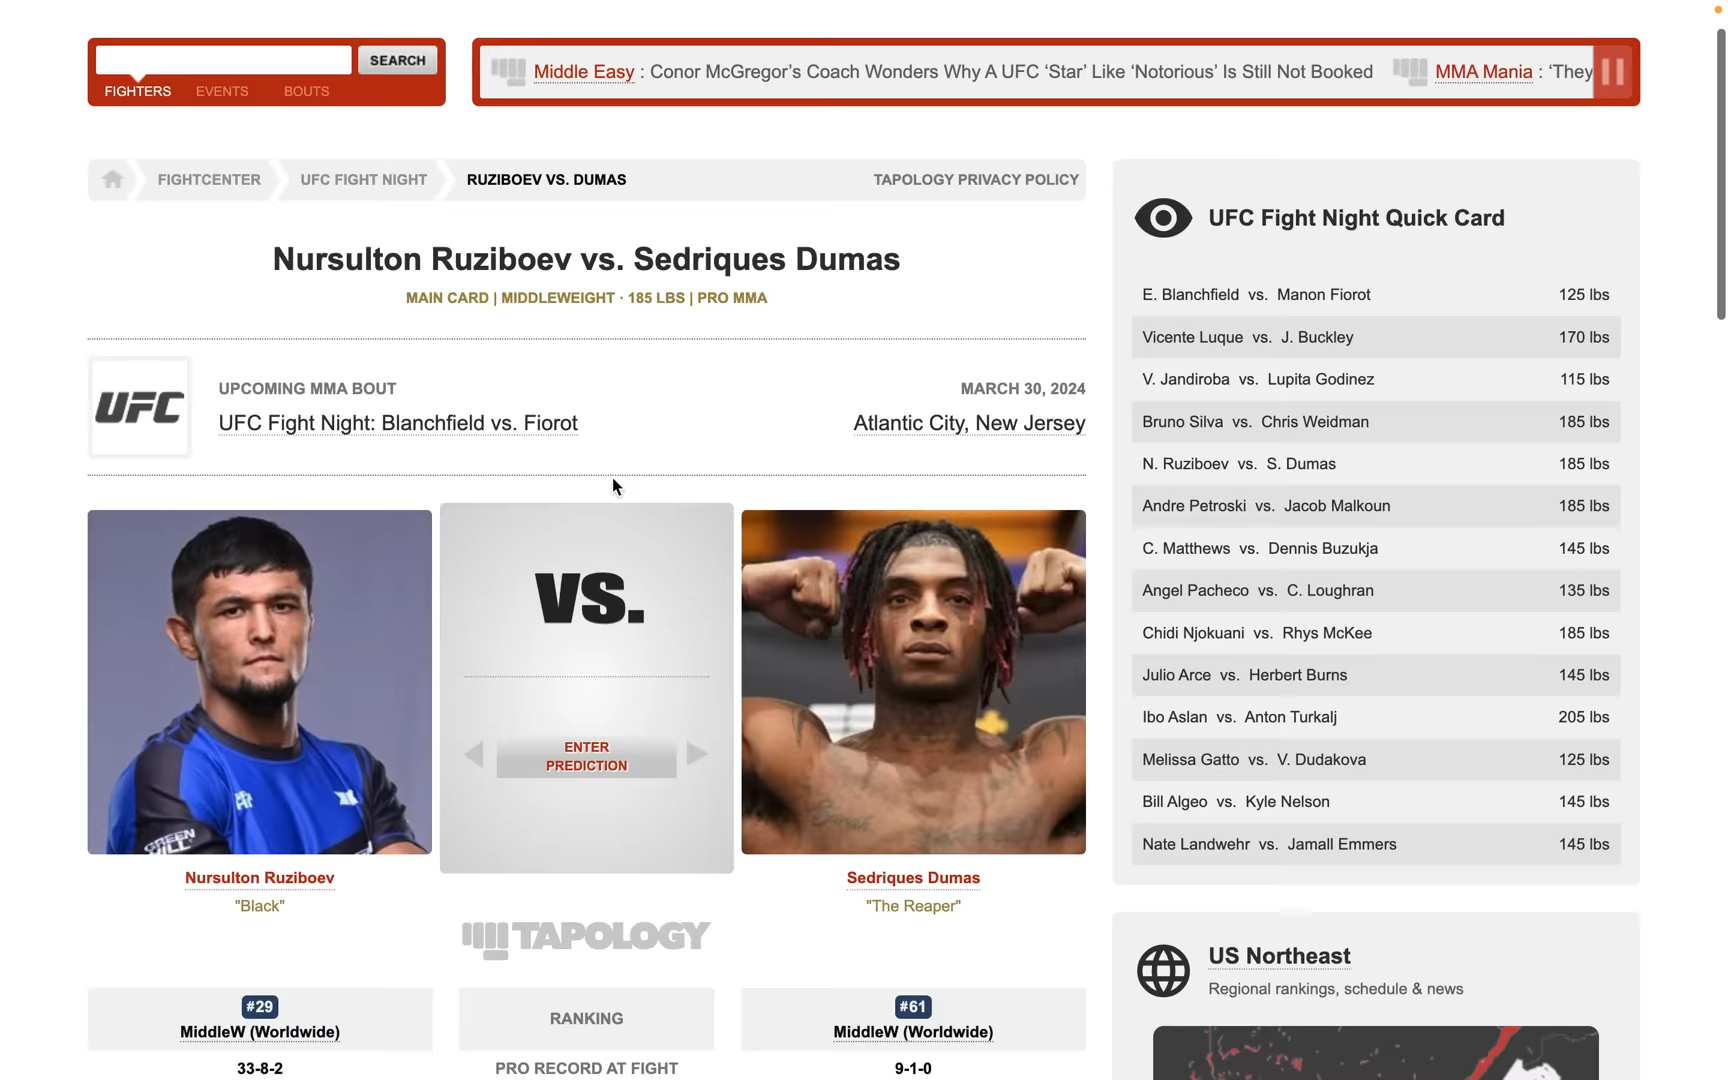 SEARCH
FIGHTERS EVENTS BOUTS
Middle Easy : Conor McGregor’s Coach Wonders Why A UFC ‘Star’ Like ‘Notorious’ Is Still Not Booked MMA Mania : ‘They
FIGHTCENTER UFC FIGHT NIGHT RUZIBOEV VS. DUMAS TAPOLOGY PRIVACY POLICY
Nursulton Ruziboev vs. Sedriques Dumas
MAIN CARD | MIDDLEWEIGHT · 185 LBS | PRO MMA
UFC
UPCOMING MMA BOUT MARCH 30, 2024
UFC Fight Night: Blanchfield vs. Fiorot Atlantic City, New Jersey
VS.
ENTER
PREDICTION
GREEN
HILL
Nursulton Ruziboev
"Black"
Sedriques Dumas
"The Reaper"
TAPOLOGY
#29
MiddleW (Worldwide)
RANKING
#61
MiddleW (Worldwide)
33-8-2 PRO RECORD AT FIGHT 9-1-0
UFC Fight Night Quick Card
E. Blanchfield vs. Manon Fiorot 125 lbs
Vicente Luque vs. J. Buckley 170 lbs
V. Jandiroba vs. Lupita Godinez 115 lbs
Bruno Silva vs. Chris Weidman 185 lbs
N. Ruziboev vs. S. Dumas 185 lbs
Andre Petroski vs. Jacob Malkoun 185 lbs
C. Matthews vs. Dennis Buzukja 145 lbs
Angel Pacheco vs. C. Loughran 135 lbs
Chidi Njokuani vs. Rhys McKee 185 lbs
Julio Arce vs. Herbert Burns 145 lbs
Ibo Aslan vs. Anton Turkalj 205 lbs
Melissa Gatto vs. V. Dudakova 125 lbs
Bill Algeo vs. Kyle Nelson 145 lbs
Nate Landwehr vs. Jamall Emmers 145 lbs
US Northeast
Regional rankings, schedule & news